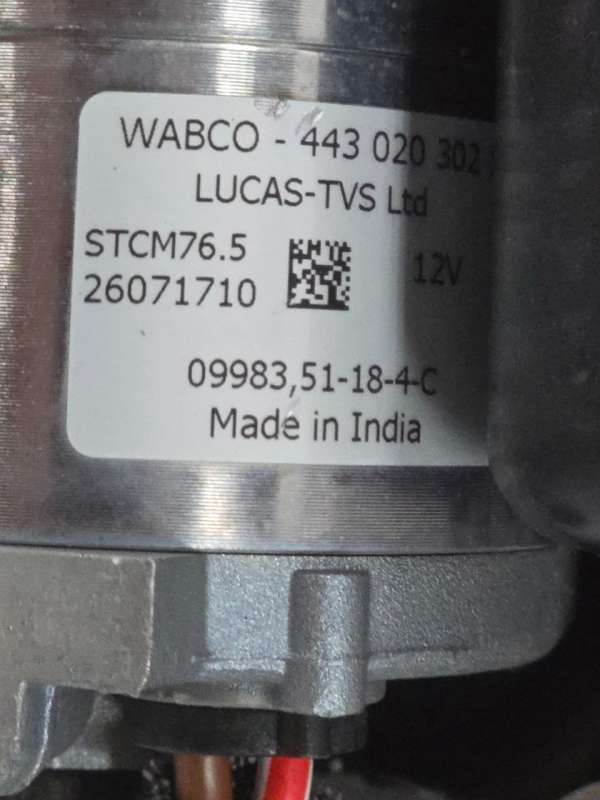 WABCO - 443 020 302
LUCAS-TVS Ltd
STCM76.5
26071710
12V
09983,51-18-4-C
Made in India